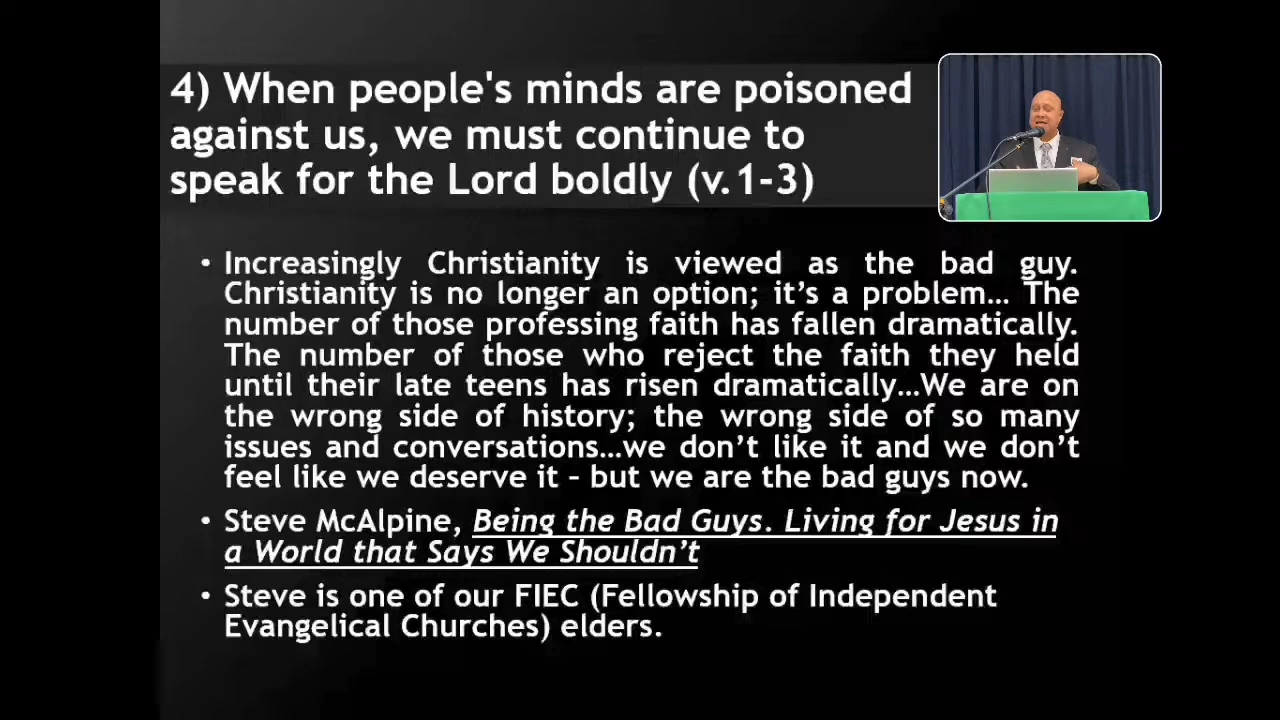 4) When people's minds are poisoned
against us, we must continue to
speak for the Lord boldly (v.1-3)
• Increasingly Christianity is viewed as the bad guy.
Christianity is no longer an option; it’s a problem… The
number of those professing faith has fallen dramatically.
The number of those who reject the faith they held
until their late teens has risen dramatically…We are on
the wrong side of history; the wrong side of so many
issues and conversations…we don’t like it and we don’t
feel like we deserve it – but we are the bad guys now.
• Steve McAlpine, Being the Bad Guys. Living for Jesus in
a World that Says We Shouldn’t
• Steve is one of our FIEC (Fellowship of Independent
Evangelical Churches) elders.